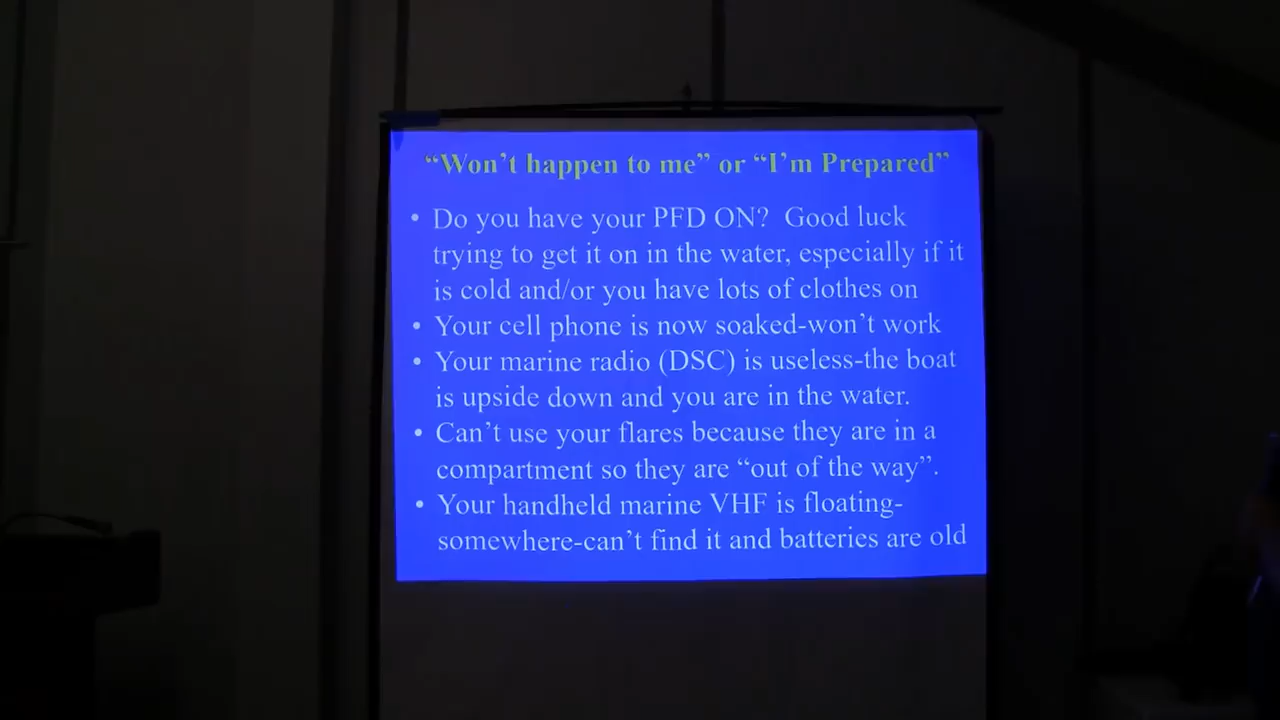 “Won’t happen to me” or “I’m Prepared”
• Do you have your PFD ON?  Good luck
trying to get it on in the water, especially if it
is cold and/or you have lots of clothes on
• Your cell phone is now soaked-won’t work
• Your marine radio (DSC) is useless-the boat
is upside down and you are in the water.
• Can’t use your flares because they are in a
compartment so they are “out of the way”.
• Your handheld marine VHF is floating-
somewhere-can’t find it and batteries are old